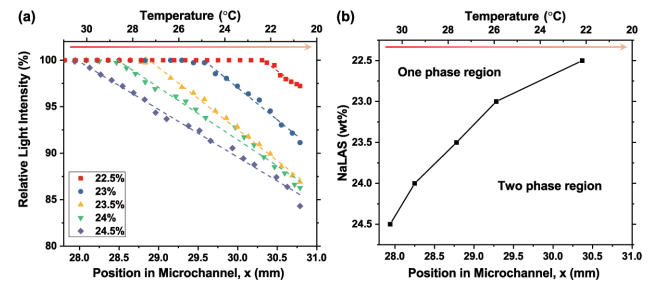 (a)
Temperature (°C)
30 28 26 24 22 20
Relative Light Intensity (%)
100
95
90
85
80
22.5%
23%
23.5%
24%
24.5%
28.0 28.5 29.0 29.5 30.0 30.5 31.0
Position in Microchannel, x (mm)
(b)
Temperature (°C)
30 28 26 24 22 20
NaLAS (wt%)
22.5
23.0
23.5
24.0
24.5
One phase region
Two phase region
28.0 28.5 29.0 29.5 30.0 30.5 31.0
Position in Microchannel, x (mm)